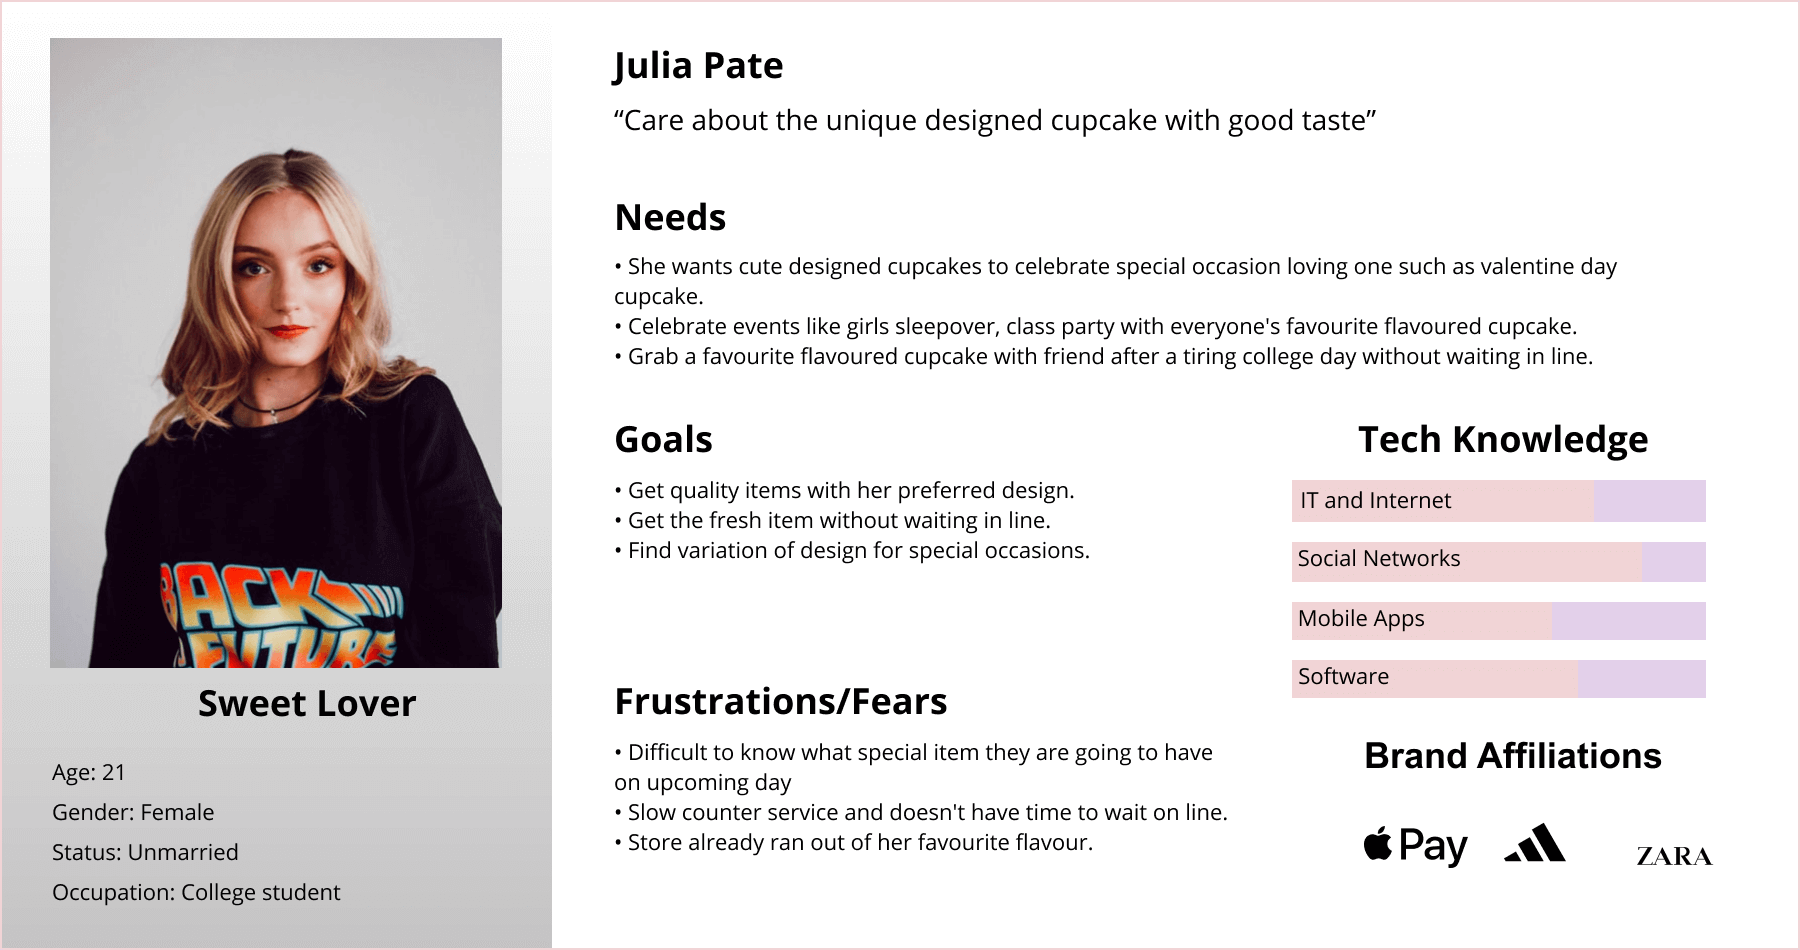 Julia Pate
“Care about the unique designed cupcake with good taste”
Needs
• She wants cute designed cupcakes to celebrate special occasion loving one such as valentine day
cupcake.
• Celebrate events like girls sleepover, class party with everyone's favourite flavoured cupcake.
• Grab a favourite flavoured cupcake with friend after a tiring college day without waiting in line.
Goals
• Get quality items with her preferred design.
• Get the fresh item without waiting in line.
• Find variation of design for special occasions.
Tech Knowledge
IT and Internet
Social Networks
Mobile Apps
Software
Frustrations/Fears
• Difficult to know what special item they are going to have
on upcoming day
• Slow counter service and doesn't have time to wait on line.
• Store already ran out of her favourite flavour.
Brand Affiliations
Pay
ZARA
BACK
FUTURE
Sweet Lover
Age: 21
Gender: Female
Status: Unmarried
Occupation: College student